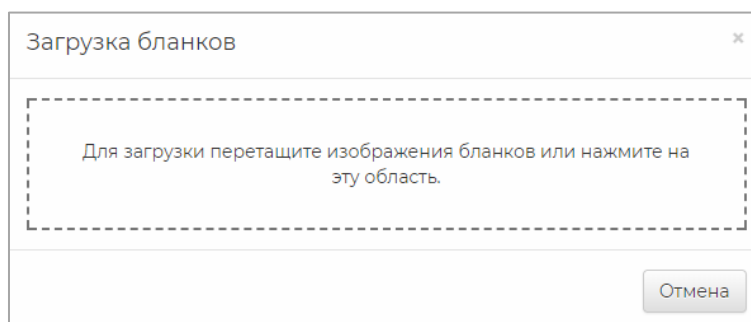 Загрузка бланков
×
Для загрузки перетащите изображения бланков или нажмите на
эту область.
Отмена